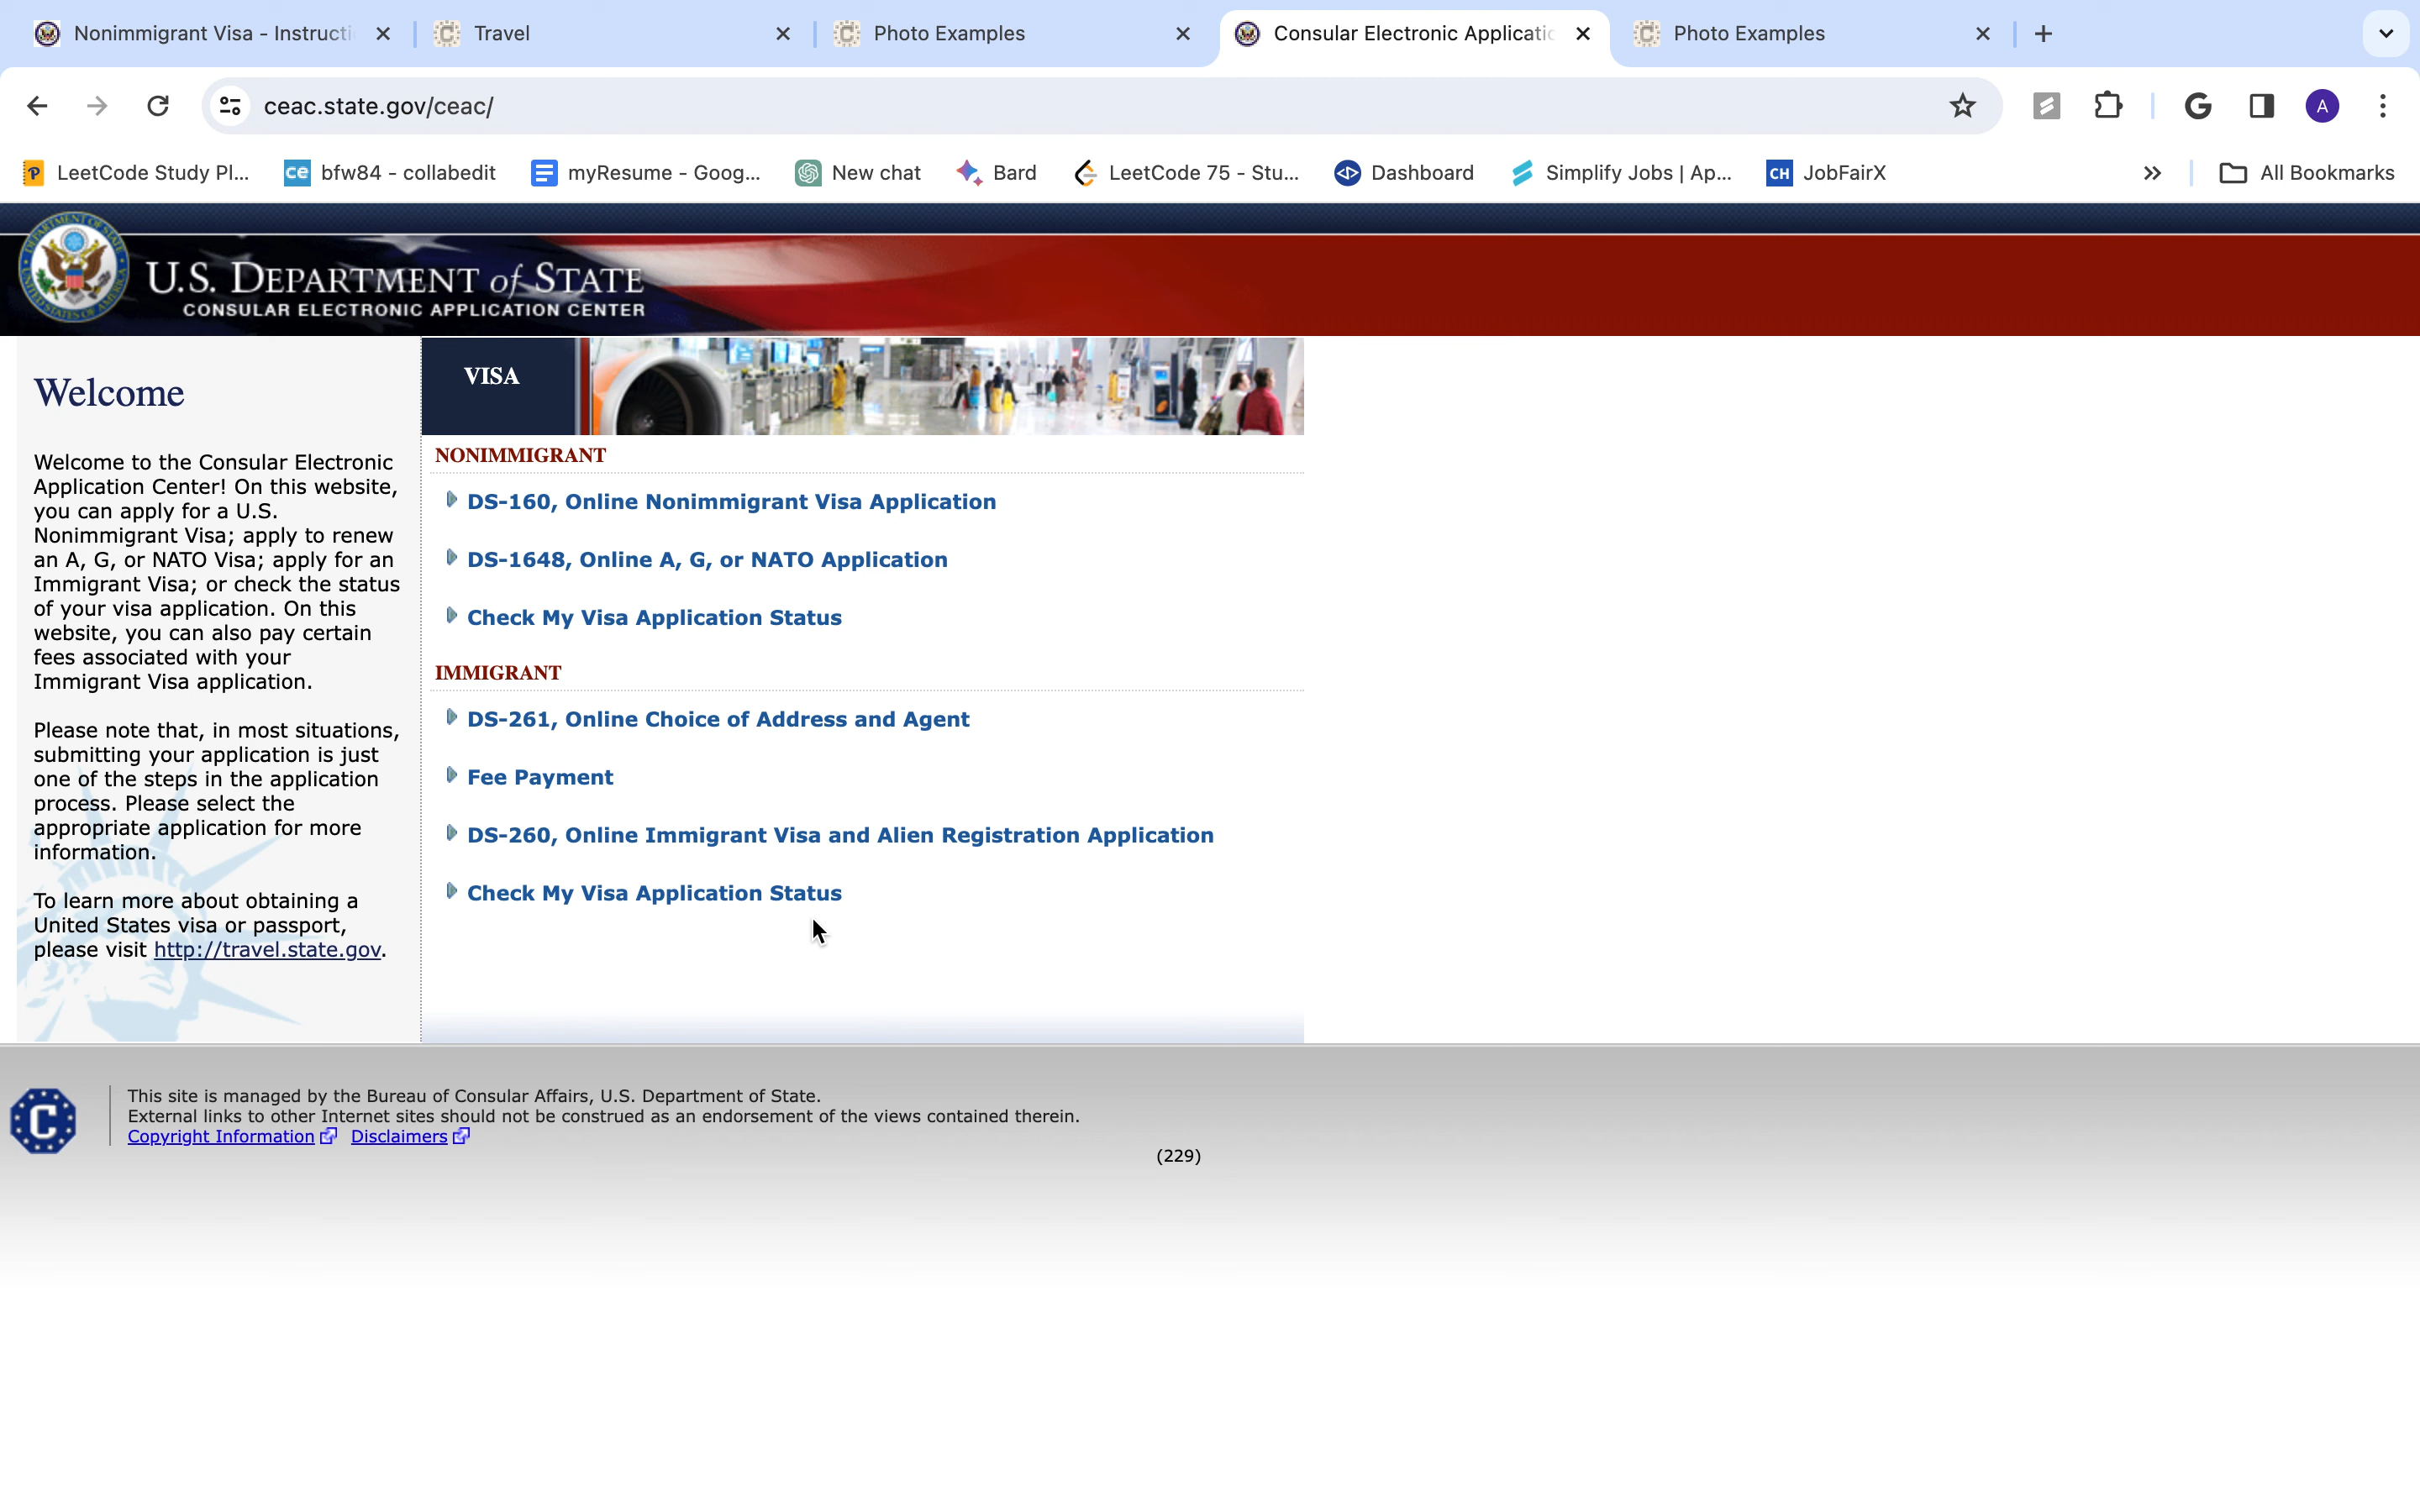 Nonimmigrant Visa - Instructi
Travel
Photo Examples
Consular Electronic Applicatio
Photo Examples
ceac.state.gov/ceac/
A
LeetCode Study Pl...
ce bfw84 - collabedit
myResume - Goog...
New chat
Bard
LeetCode 75 - Stu...
Dashboard
Simplify Jobs | Ap...
CH JobFairX
All Bookmarks
U.S. DEPARTMENT of STATE
CONSULAR ELECTRONIC APPLICATION CENTER
Welcome
Welcome to the Consular Electronic
Application Center! On this website,
you can apply for a U.S.
Nonimmigrant Visa; apply to renew
an A, G, or NATO Visa; apply for an
Immigrant Visa; or check the status
of your visa application. On this
website, you can also pay certain
fees associated with your
Immigrant Visa application.
Please note that, in most situations,
submitting your application is just
one of the steps in the application
process. Please select the
appropriate application for more
information.
To learn more about obtaining a
United States visa or passport,
please visit http://travel.state.gov.
VISA
NONIMMIGRANT
DS-160, Online Nonimmigrant Visa Application
DS-1648, Online A, G, or NATO Application
Check My Visa Application Status
IMMIGRANT
DS-261, Online Choice of Address and Agent
Fee Payment
DS-260, Online Immigrant Visa and Alien Registration Application
Check My Visa Application Status
C
This site is managed by the Bureau of Consular Affairs, U.S. Department of State.
External links to other Internet sites should not be construed as an endorsement of the views contained therein.
Copyright Information Disclaimers
(229)